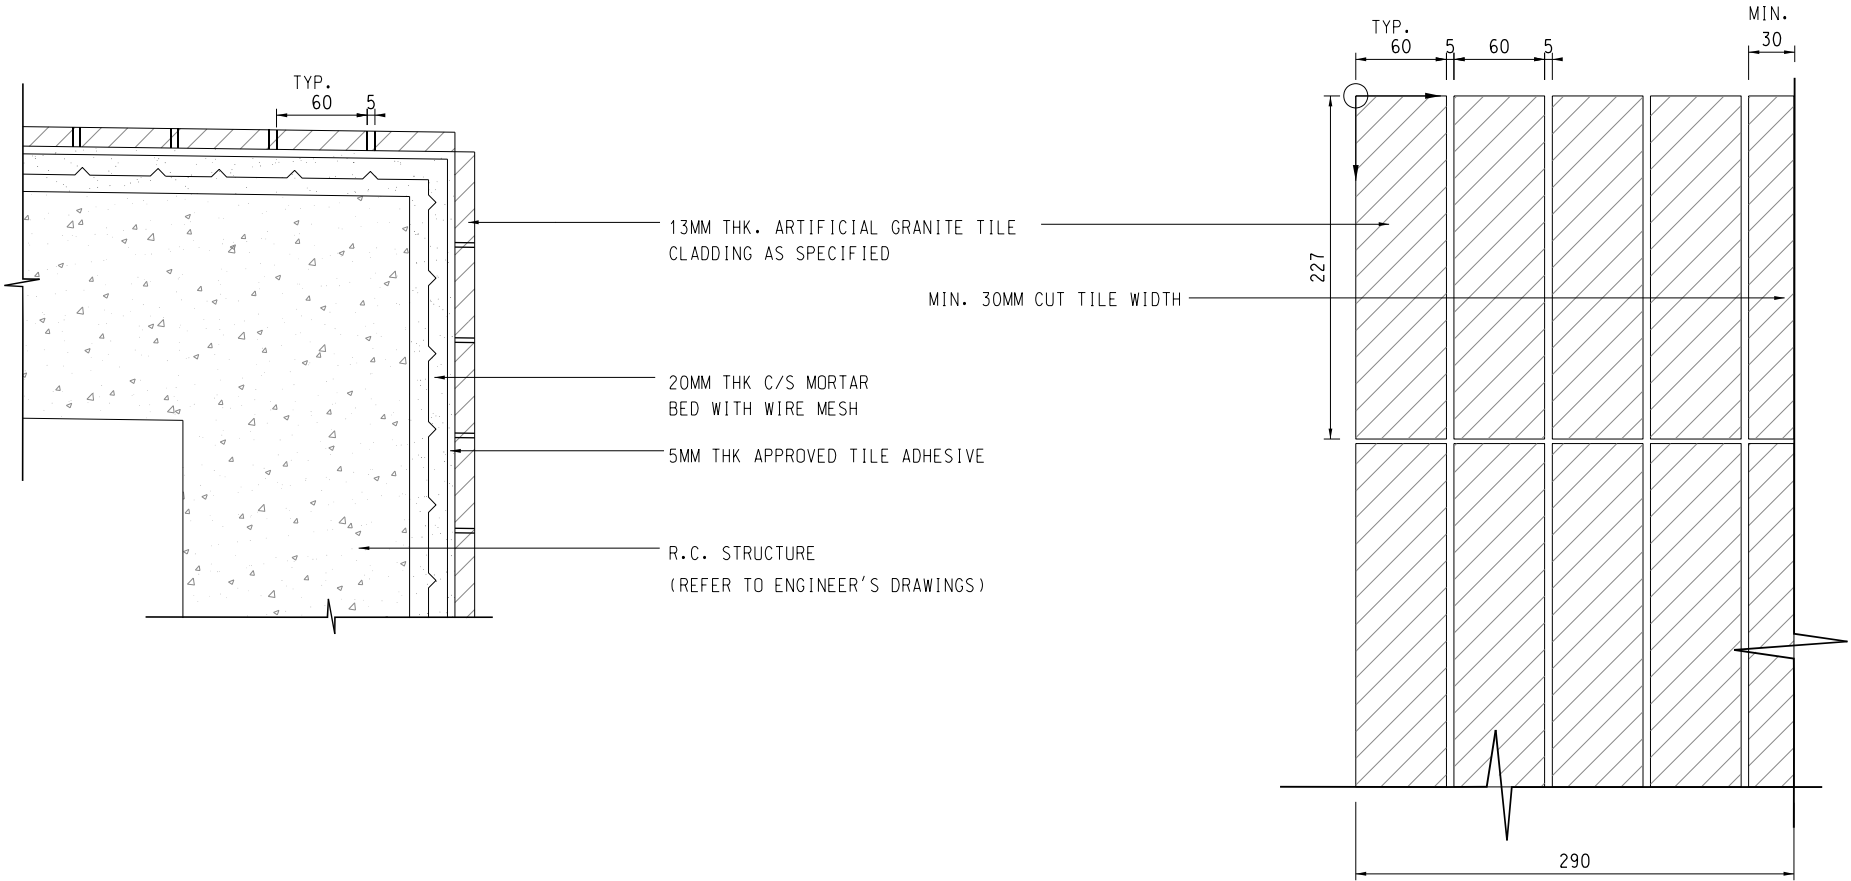 TYP.
60 5
13MM THK. ARTIFICIAL GRANITE TILE
CLADDING AS SPECIFIED
MIN. 30MM CUT TILE WIDTH
20MM THK C/S MORTAR
BED WITH WIRE MESH
5MM THK APPROVED TILE ADHESIVE
R.C. STRUCTURE
(REFER TO ENGINEER'S DRAWINGS)
MIN.
TYP.
60 5 60 5 30
227
290